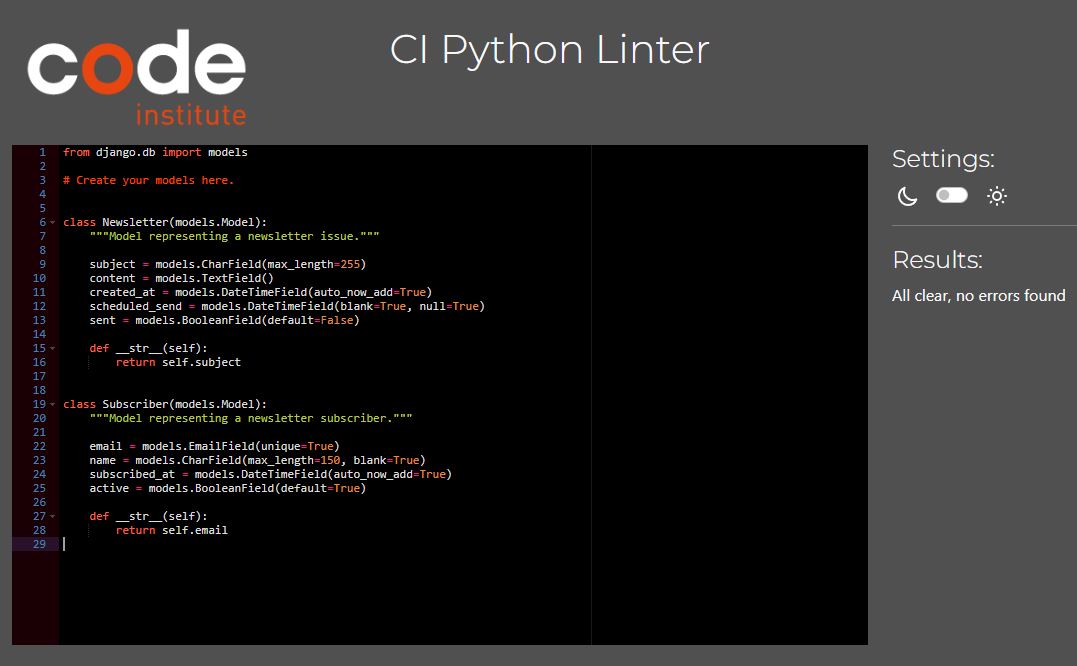 code
institute
CI Python Linter
1 from django.db import models
2
3 # Create your models here.
4
5
6 class Newsletter(models.Model):
7     """Model representing a newsletter issue."""
8
9     subject = models.CharField(max_length=255)
10     content = models.TextField()
11     created_at = models.DateTimeField(auto_now_add=True)
12     scheduled_send = models.DateTimeField(blank=True, null=True)
13     sent = models.BooleanField(default=False)
14
15     def __str__(self):
16         return self.subject
17
18
19 class Subscriber(models.Model):
20     """Model representing a newsletter subscriber."""
21
22     email = models.EmailField(unique=True)
23     name = models.CharField(max_length=150, blank=True)
24     subscribed_at = models.DateTimeField(auto_now_add=True)
25     active = models.BooleanField(default=True)
26
27     def __str__(self):
28         return self.email
29
Settings:
Results:
All clear, no errors found